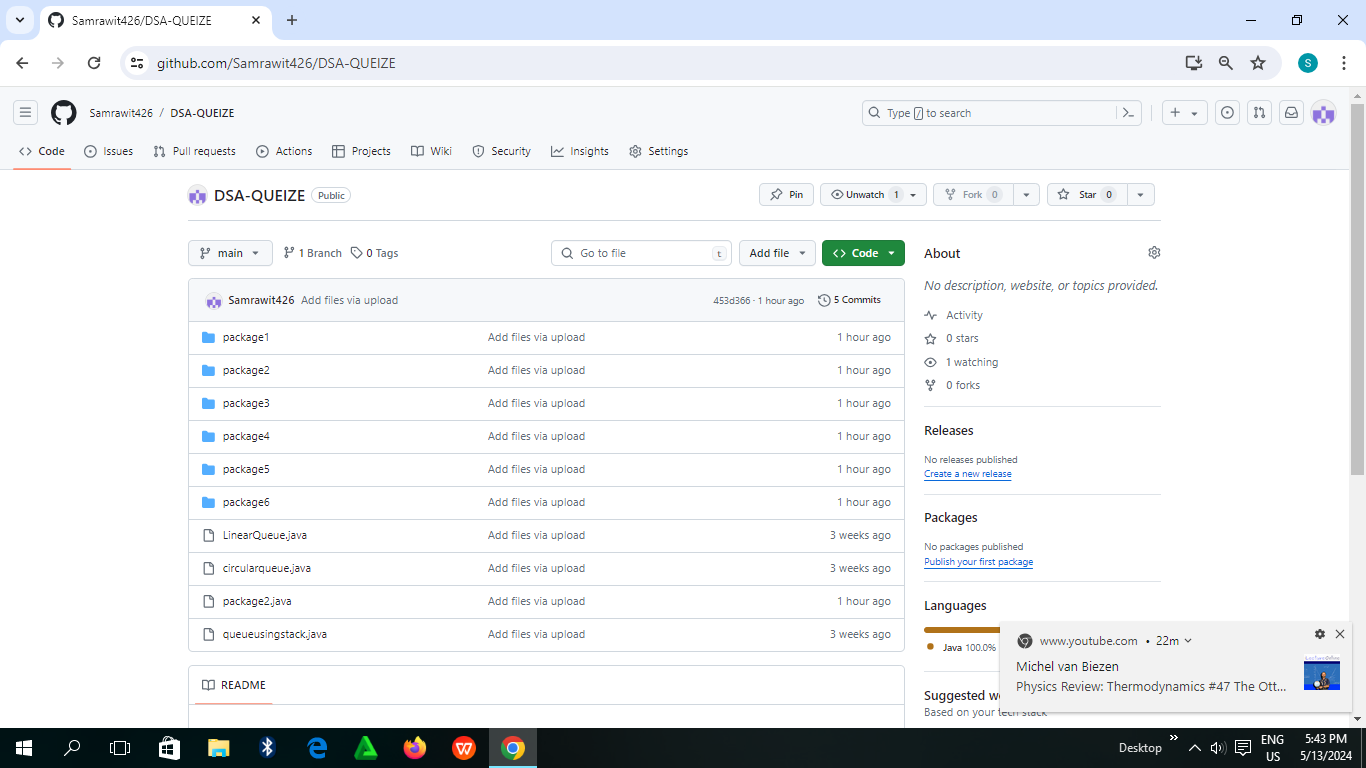 Samrawit426/DSA-QUEIZE
github.com/Samrawit426/DSA-QUEIZE
S
Samrawit426 / DSA-QUEIZE
Type / to search
Code Issues Pull requests Actions Projects Wiki Security Insights Settings
DSA-QUEIZE Public
Pin Unwatch 1 Fork 0 Star 0
main 1 Branch 0 Tags Go to file t Add file Code
Samrawit426 Add files via upload 453d366 · 1 hour ago 5 Commits
package1 Add files via upload 1 hour ago
package2 Add files via upload 1 hour ago
package3 Add files via upload 1 hour ago
package4 Add files via upload 1 hour ago
package5 Add files via upload 1 hour ago
package6 Add files via upload 1 hour ago
LinearQueue.java Add files via upload 3 weeks ago
circularqueue.java Add files via upload 3 weeks ago
package2.java Add files via upload 1 hour ago
queueusingstack.java Add files via upload 3 weeks ago
README
About
No description, website, or topics provided.
Activity
0 stars
1 watching
0 forks
Releases
No releases published
Create a new release
Packages
No packages published
Publish your first package
Languages
Java 100.0%
Suggested w
Based on your tech stack
www.youtube.com • 22m
Michel van Biezen
Physics Review: Thermodynamics #47 The Ott...
Desktop
ENG
US
5:43 PM
5/13/2024